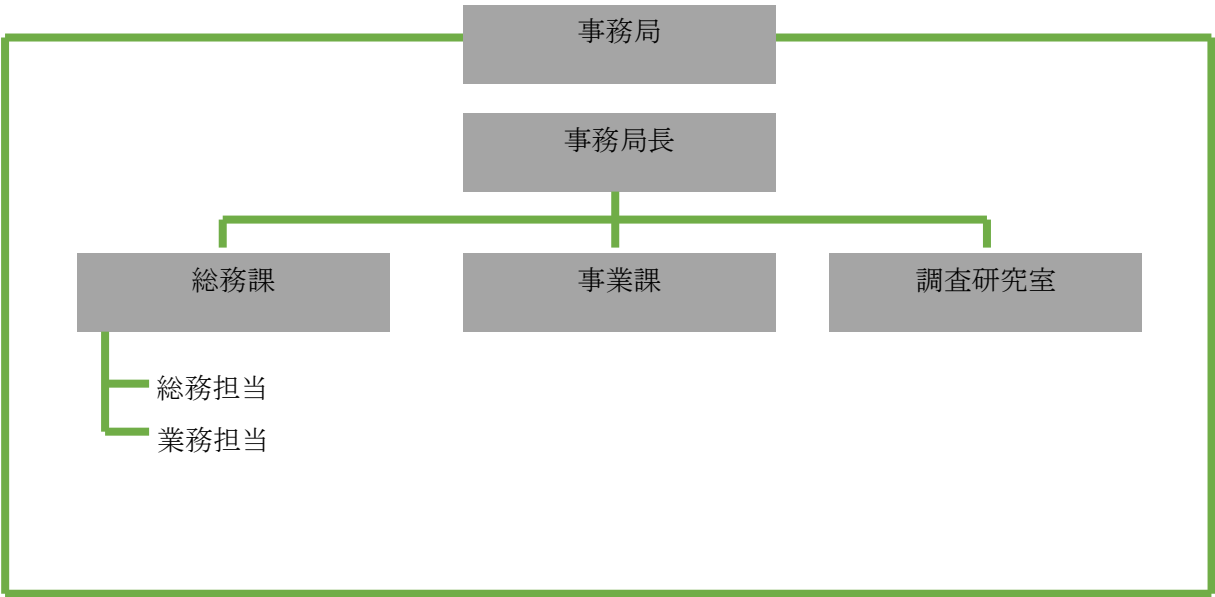 事務局
事務局長
総務課
事業課
調査研究室
総務担当
業務担当